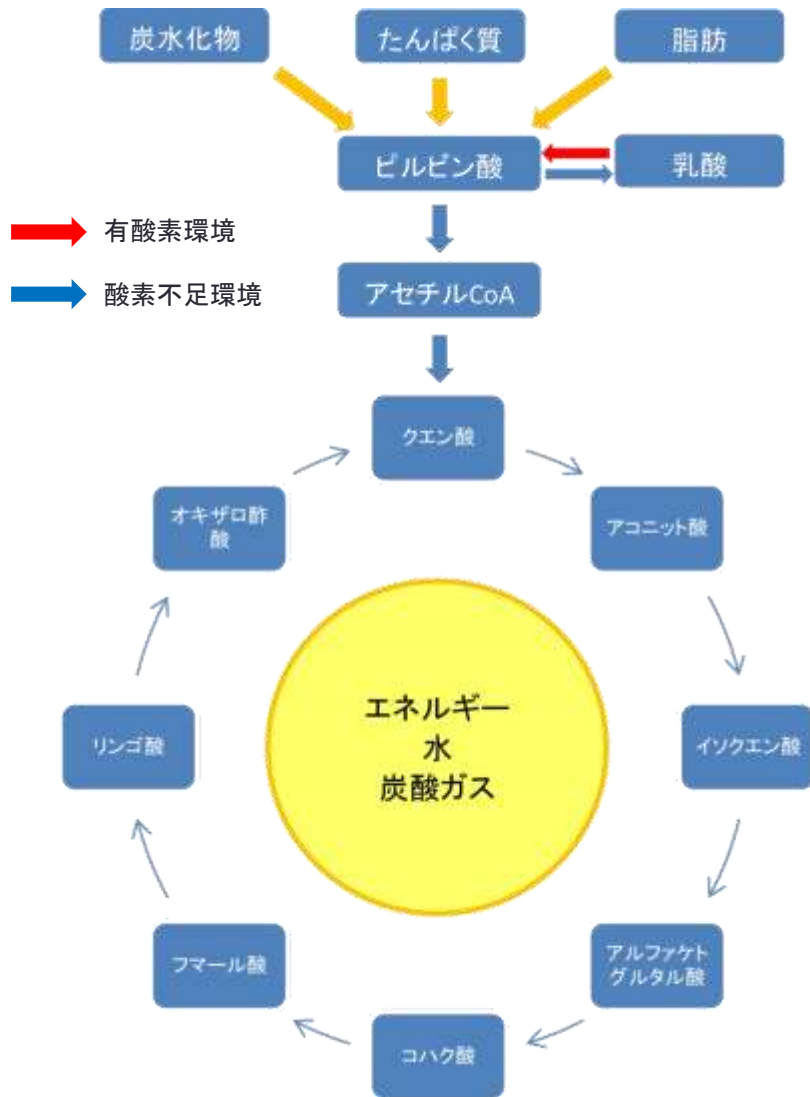 炭水化物
たんぱく質
脂肪
ピルビン酸
乳酸
有酸素環境
酸素不足環境
アセチルCoA
クエン酸
アコニット酸
イソクエン酸
アルファケト
グルタル酸
コハク酸
フマール酸
リンゴ酸
オキザロ酢
酸
エネルギー
水
炭酸ガス